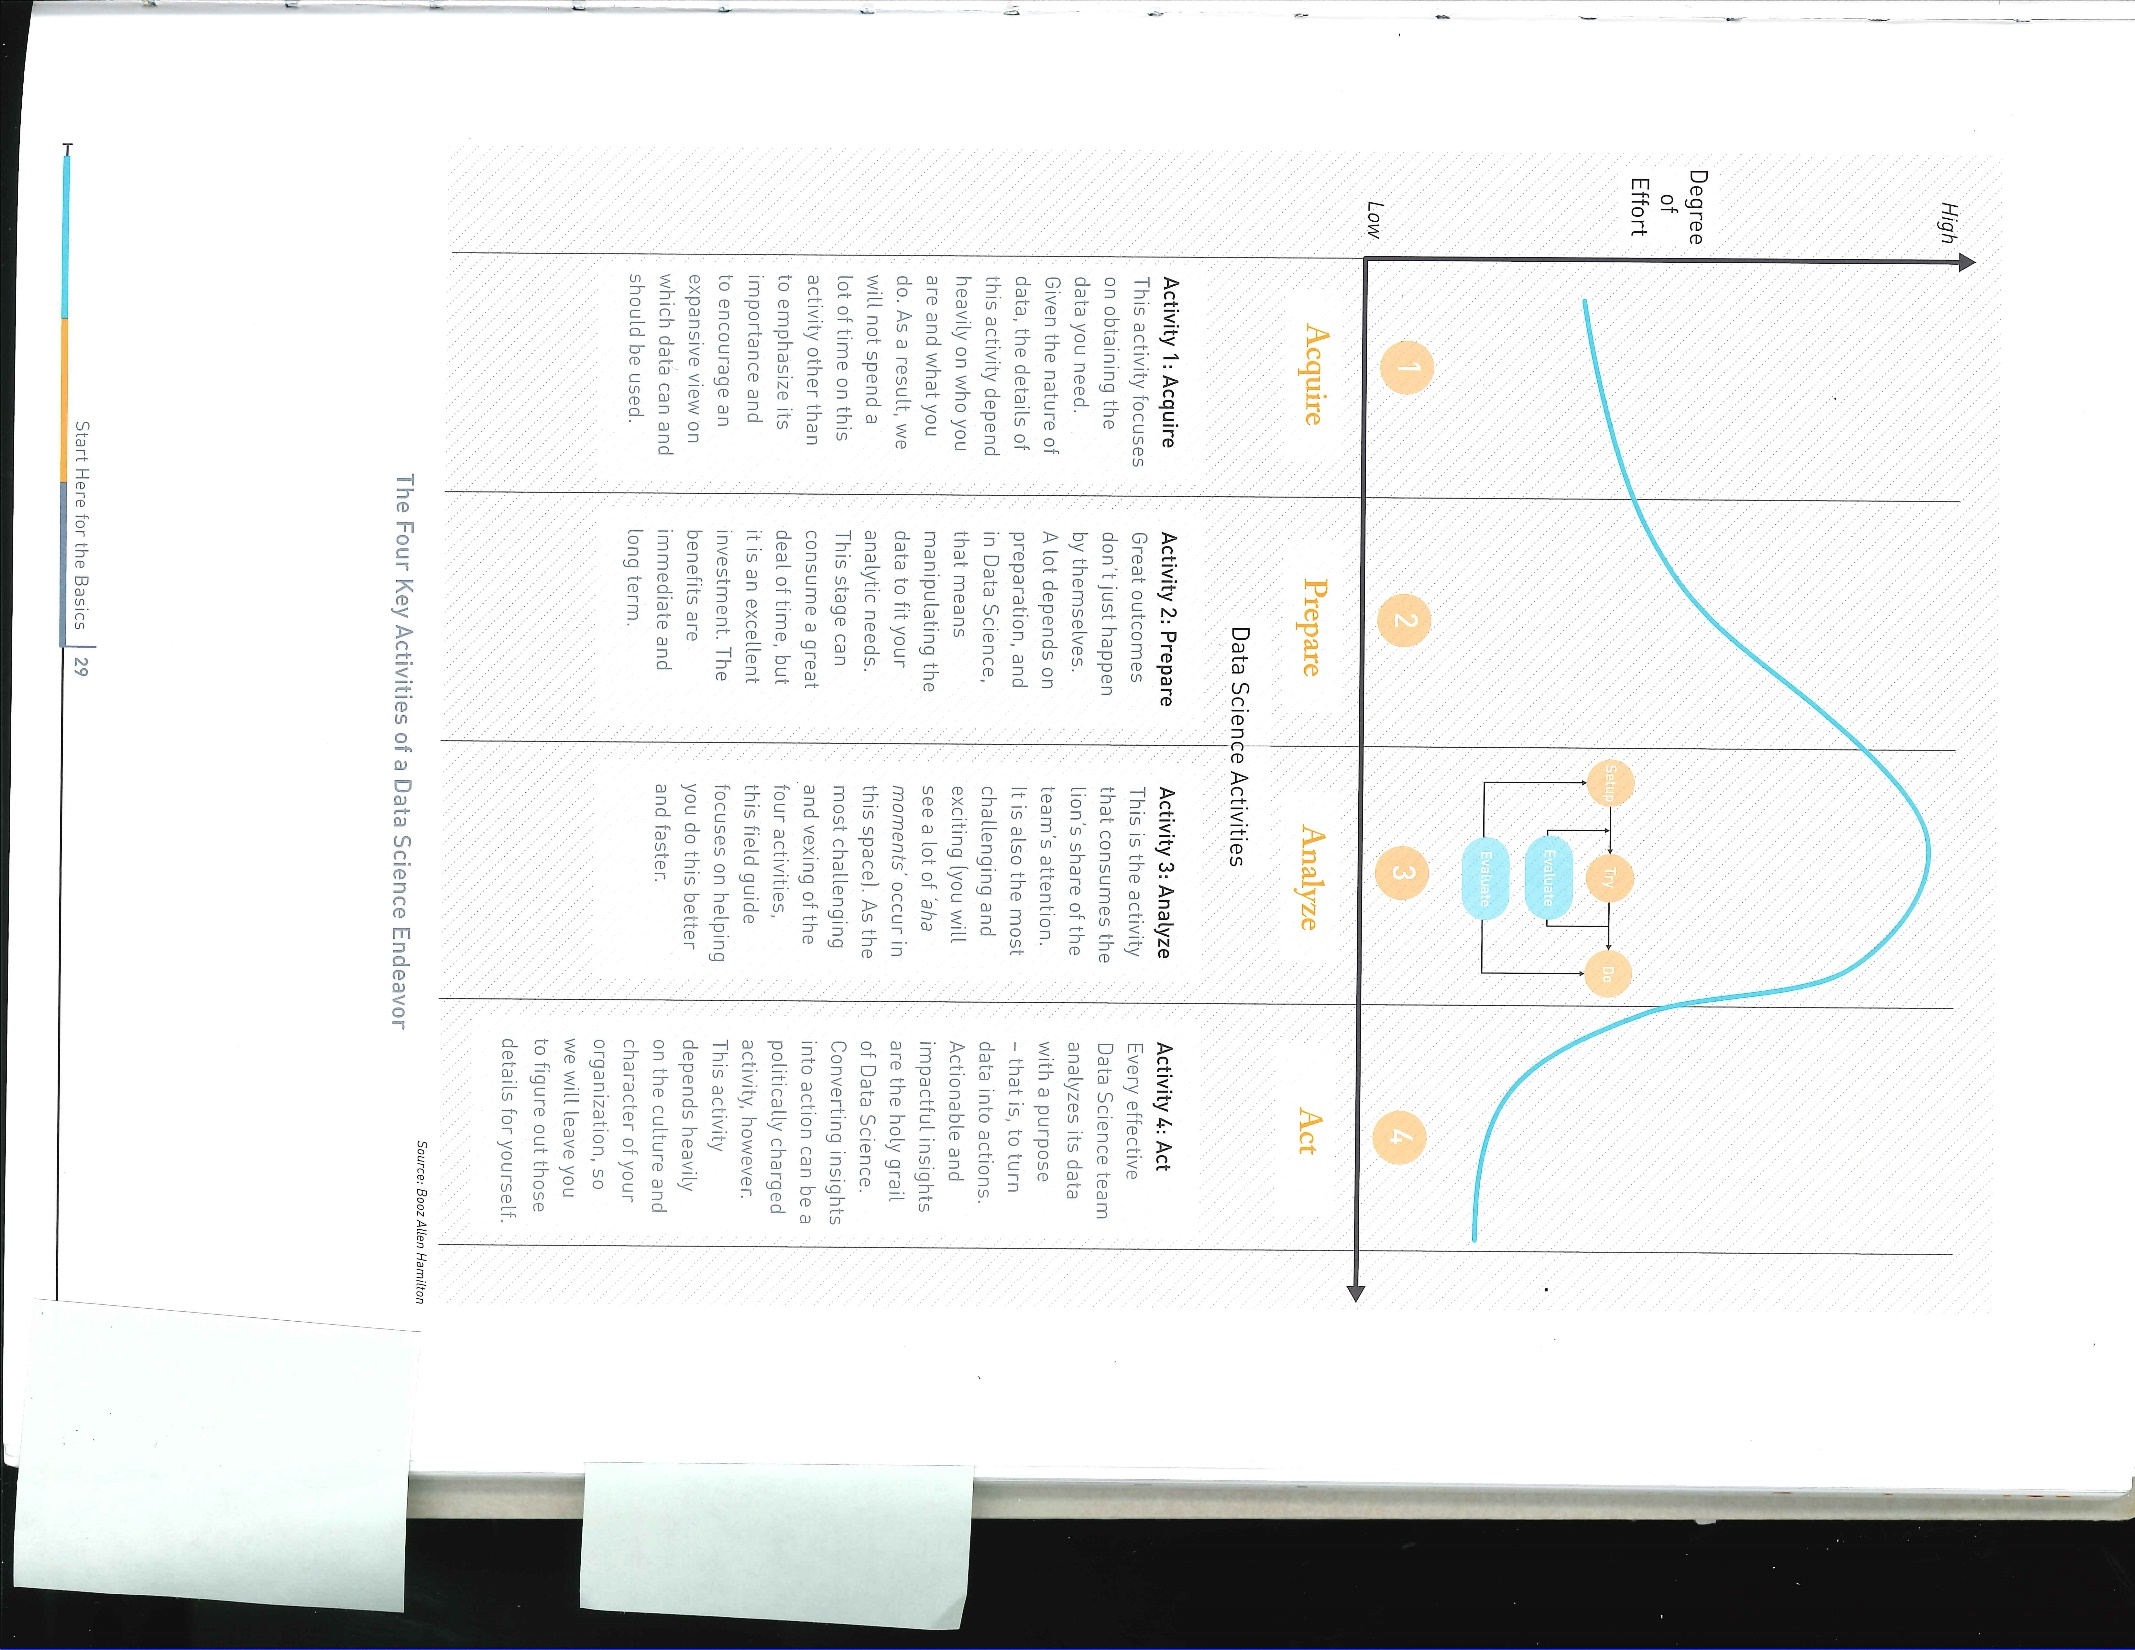 High
Degree
of
Effort
Low
Setup
Try
Do
Evaluate
Evaluate
1
2
3
4
Acquire
Prepare
Analyze
Act
Data Science Activities
Activity 1: Acquire
This activity focuses
on obtaining the
data you need.
Given the nature of
data, the details of
this activity depend
heavily on who you
are and what you
do. As a result, we
will not spend a
lot of time on this
activity other than
to emphasize its
importance and
to encourage an
expansive view on
which data can and
should be used.
Activity 2: Prepare
Great outcomes
don't just happen
by themselves.
A lot depends on
preparation, and
in Data Science,
that means
manipulating the
data to fit your
analytic needs.
This stage can
consume a great
deal of time, but
it is an excellent
investment. The
benefits are
immediate and
long term.
Activity 3: Analyze
This is the activity
that consumes the
lion's share of the
team's attention.
It is also the most
challenging and
exciting (you will
see a lot of 'aha
moments' occur in
this space). As the
most challenging
and vexing of the
four activities,
this field guide
focuses on helping
you do this better
and faster.
Activity 4: Act
Every effective
Data Science team
analyzes its data
with a purpose
– that is, to turn
data into actions.
Actionable and
impactful insights
are the holy grail
of Data Science.
Converting insights
into action can be a
politically charged
activity, however.
This activity
depends heavily
on the culture and
character of your
organization, so
we will leave you
to figure out those
details for yourself.
Source: Booz Allen Hamilton
The Four Key Activities of a Data Science Endeavor
Start Here for the Basics | 29